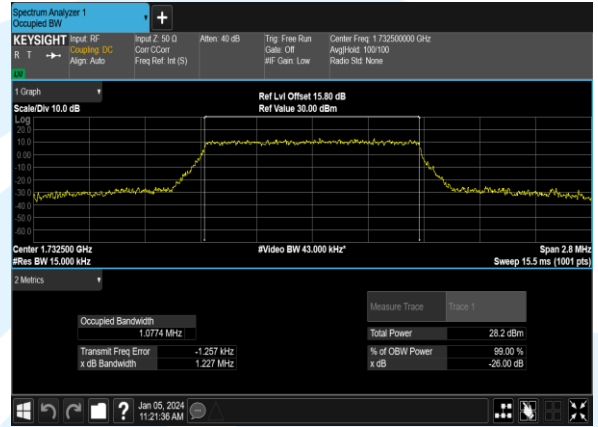 Spectrum Analyzer 1
Occupied BW
+
KEYSIGHT
R T
LV
Input: RF
Coupling: DC
Align: Auto
Input Z: 50 Ω
Corr CCorr
Freq Ref: Int (S)
Atten: 40 dB
Trig: Free Run
Gate: Off
#IF Gain: Low
Center Freq: 1.732500000 GHz
Avg|Hold: 100/100
Radio Std: None
1 Graph
Scale/Div 10.0 dB
Ref Lvl Offset 15.80 dB
Ref Value 30.00 dBm
Log
20.0
10.0
0.00
-10.0
-20.0
-30.0
-40.0
-50.0
-60.0
Center 1.732500 GHz
#Res BW 15.000 kHz
#Video BW 43.000 kHz*
Span 2.8 MHz
Sweep 15.5 ms (1001 pts)
2 Metrics
Measure Trace Trace 1
Occupied Bandwidth
1.0774 MHz
Total Power 28.2 dBm
Transmit Freq Error -1.257 kHz
% of OBW Power 99.00 %
x dB Bandwidth 1.227 MHz
x dB -26.00 dB
?
Jan 05, 2024
11:21:36 AM